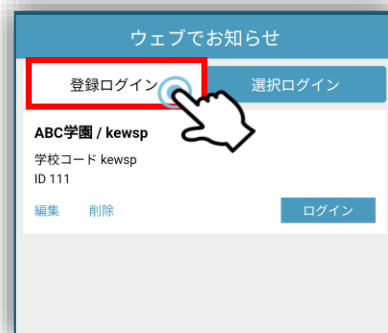 ウェブでお知らせ
登録ログイン 選択ログイン
ABC学園 / kewsp
学校コード kewsp
ID 111
編集 削除 ログイン